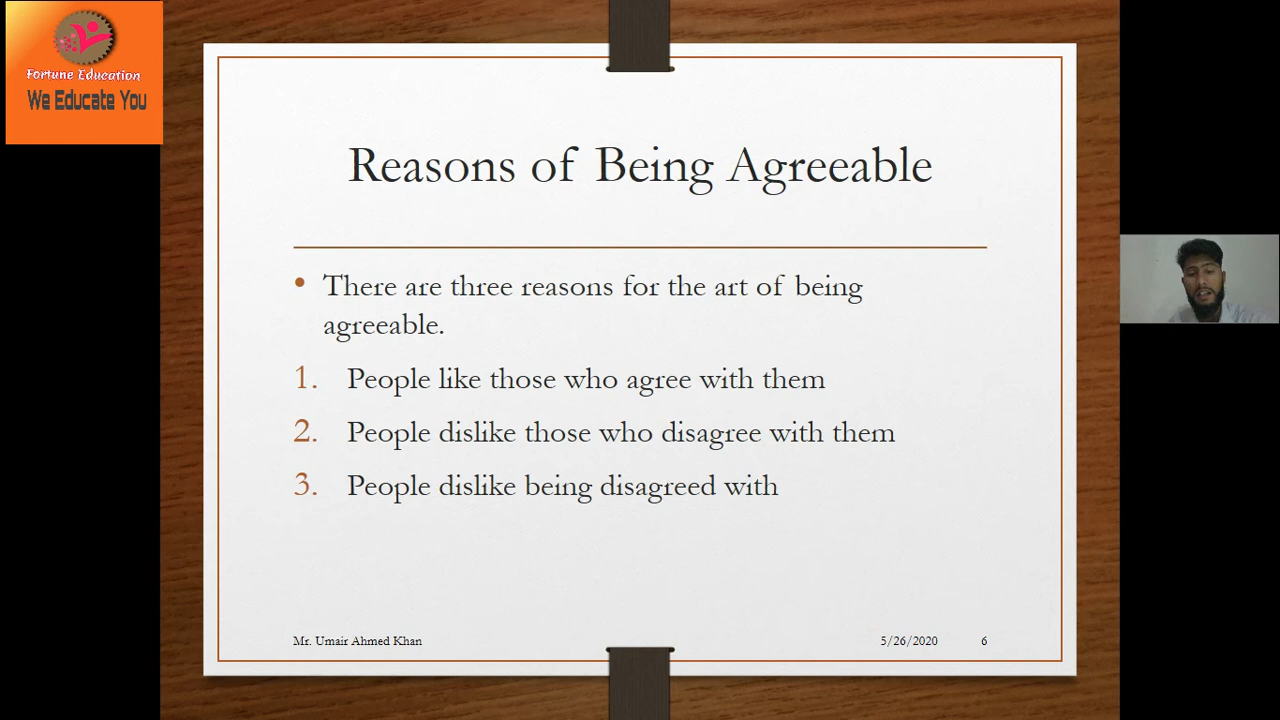 Fortune Education
We Educate You
Reasons of Being Agreeable
• There are three reasons for the art of being
agreeable.
1. People like those who agree with them
2. People dislike those who disagree with them
3. People dislike being disagreed with
Mr. Umair Ahmed Khan
5/26/2020
6